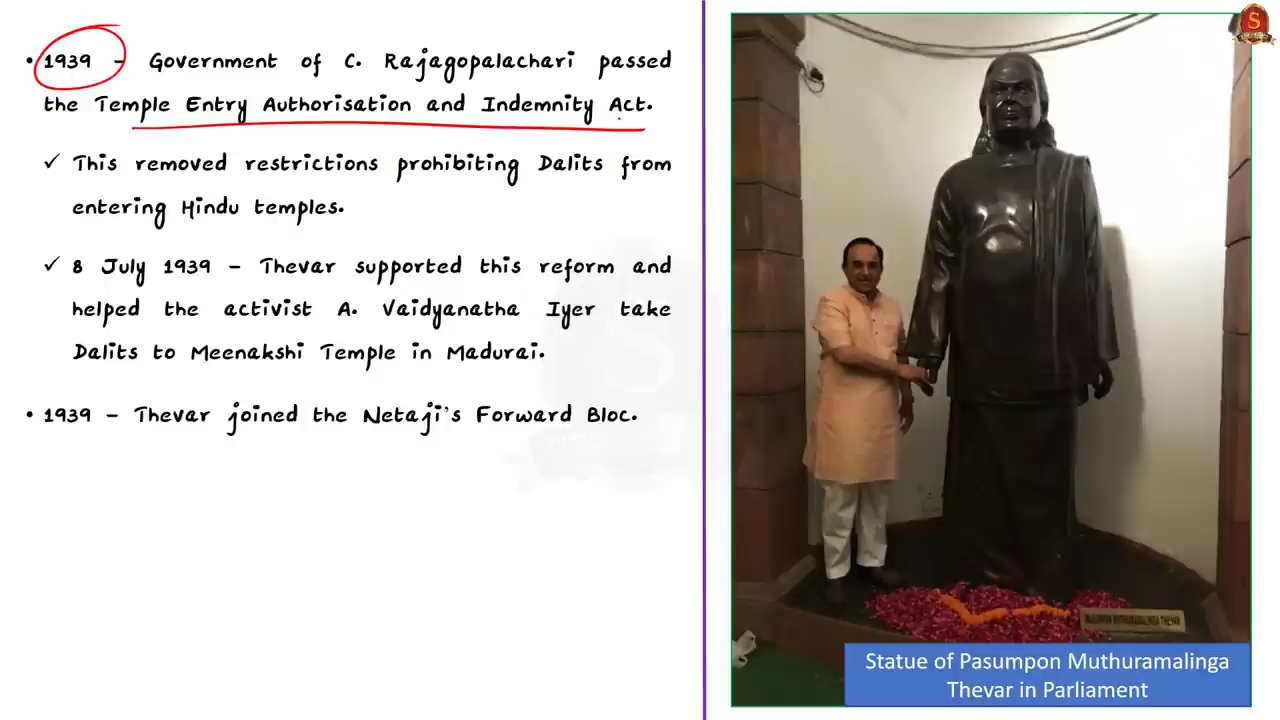 • 1939 – Government of C. Rajagopalachari passed
the Temple Entry Authorisation and Indemnity Act.
✓ This removed restrictions prohibiting Dalits from
entering Hindu temples.
✓ 8 July 1939 – Thevar supported this reform and
helped the activist A. Vaidyanatha Iyer take
Dalits to Meenakshi Temple in Madurai.
• 1939 – Thevar joined the Netaji's Forward Bloc.
S
S
MUTHURAMALINGA THEVAR
Statue of Pasumpon Muthuramalinga
Thevar in Parliament